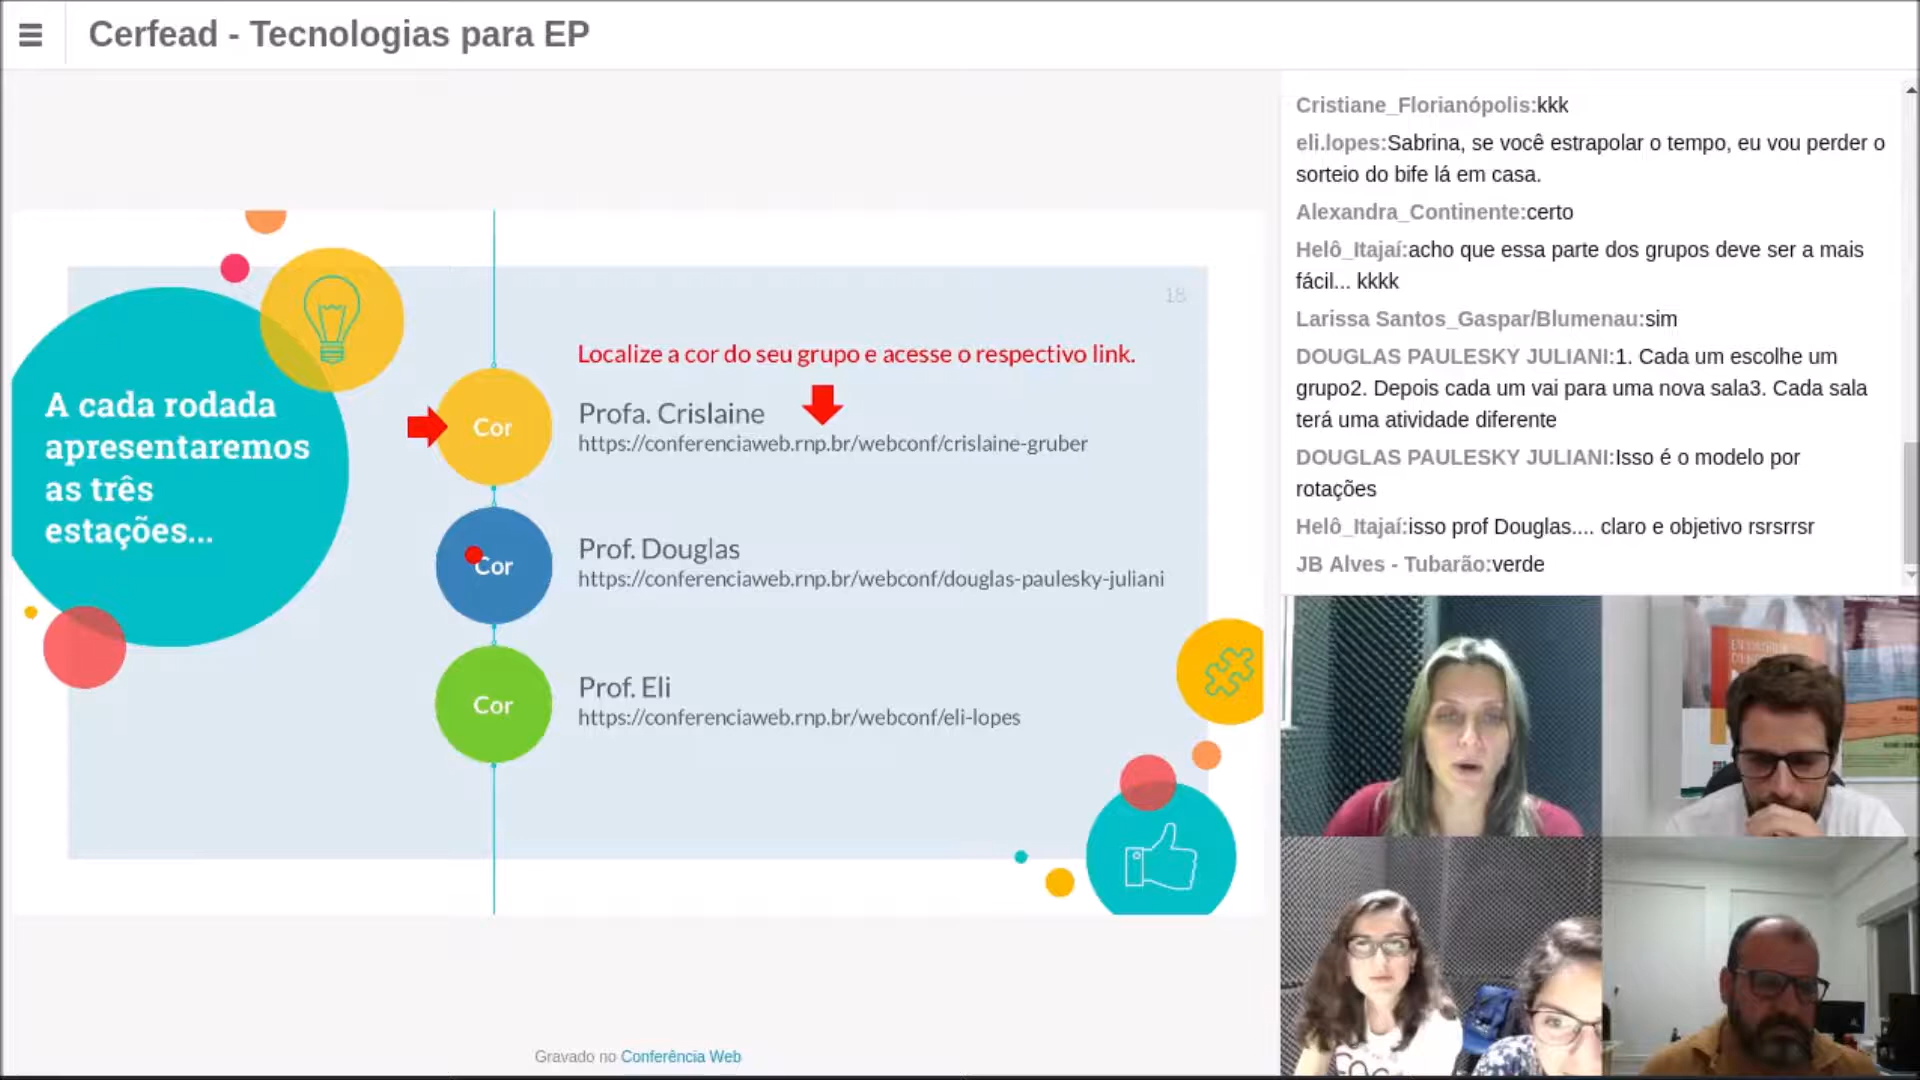 Cerfead - Tecnologias para EP
A cada rodada
apresentaremos
as três
estações...
18
Localize a cor do seu grupo e acesse o respectivo link.
Cor
Profa. Crislaine
https://conferenciaweb.rnp.br/webconf/crislaine-gruber
Cor
Prof. Douglas
https://conferenciaweb.rnp.br/webconf/douglas-paulesky-juliani
Cor
Prof. Eli
https://conferenciaweb.rnp.br/webconf/eli-lopes
Gravado no Conferência Web
Cristiane_Florianópolis:kkk
eli.lopes:Sabrina, se você estrapolar o tempo, eu vou perder o
sorteio do bife lá em casa.
Alexandra_Continente:certo
Helô_Itajaí:acho que essa parte dos grupos deve ser a mais
fácil... kkkk
Larissa Santos_Gaspar/Blumenau:sim
DOUGLAS PAULESKY JULIANI:1. Cada um escolhe um
grupo2. Depois cada um vai para uma nova sala3. Cada sala
terá uma atividade diferente
DOUGLAS PAULESKY JULIANI:Isso é o modelo por
rotações
Helô_Itajaí:isso prof Douglas.... claro e objetivo rsrsrrsr
JB Alves - Tubarão:verde